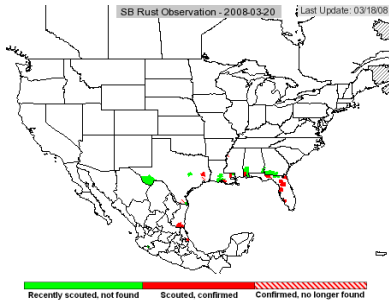 SB Rust Observation - 2008-03-20
Last Update: 03/18/08
Recently scouted, not found
Scouted, confirmed
Confirmed, no longer found